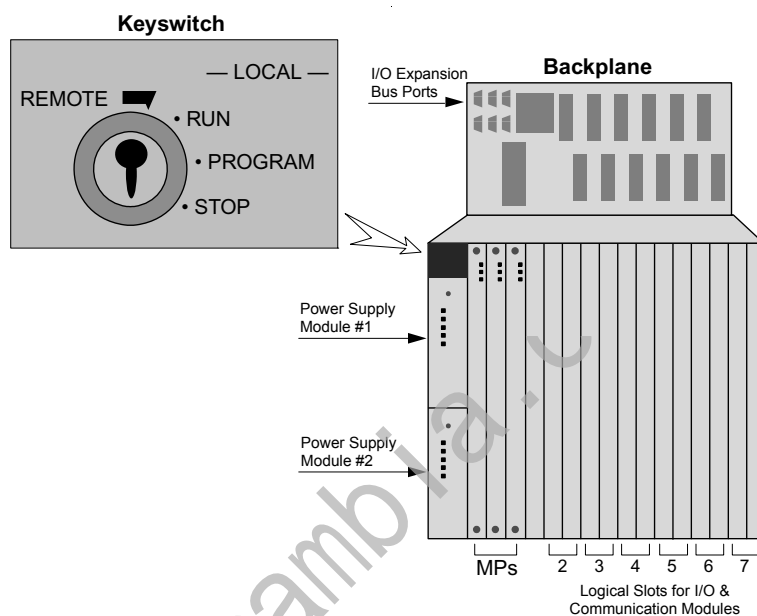 Keyswitch
— LOCAL —
REMOTE
• RUN
• PROGRAM
• STOP
Backplane
I/O Expansion
Bus Ports
Power Supply
Module #1
Power Supply
Module #2
MPs
2 3 4 5 6 7
Logical Slots for I/O &
Communication Modules
ambia.